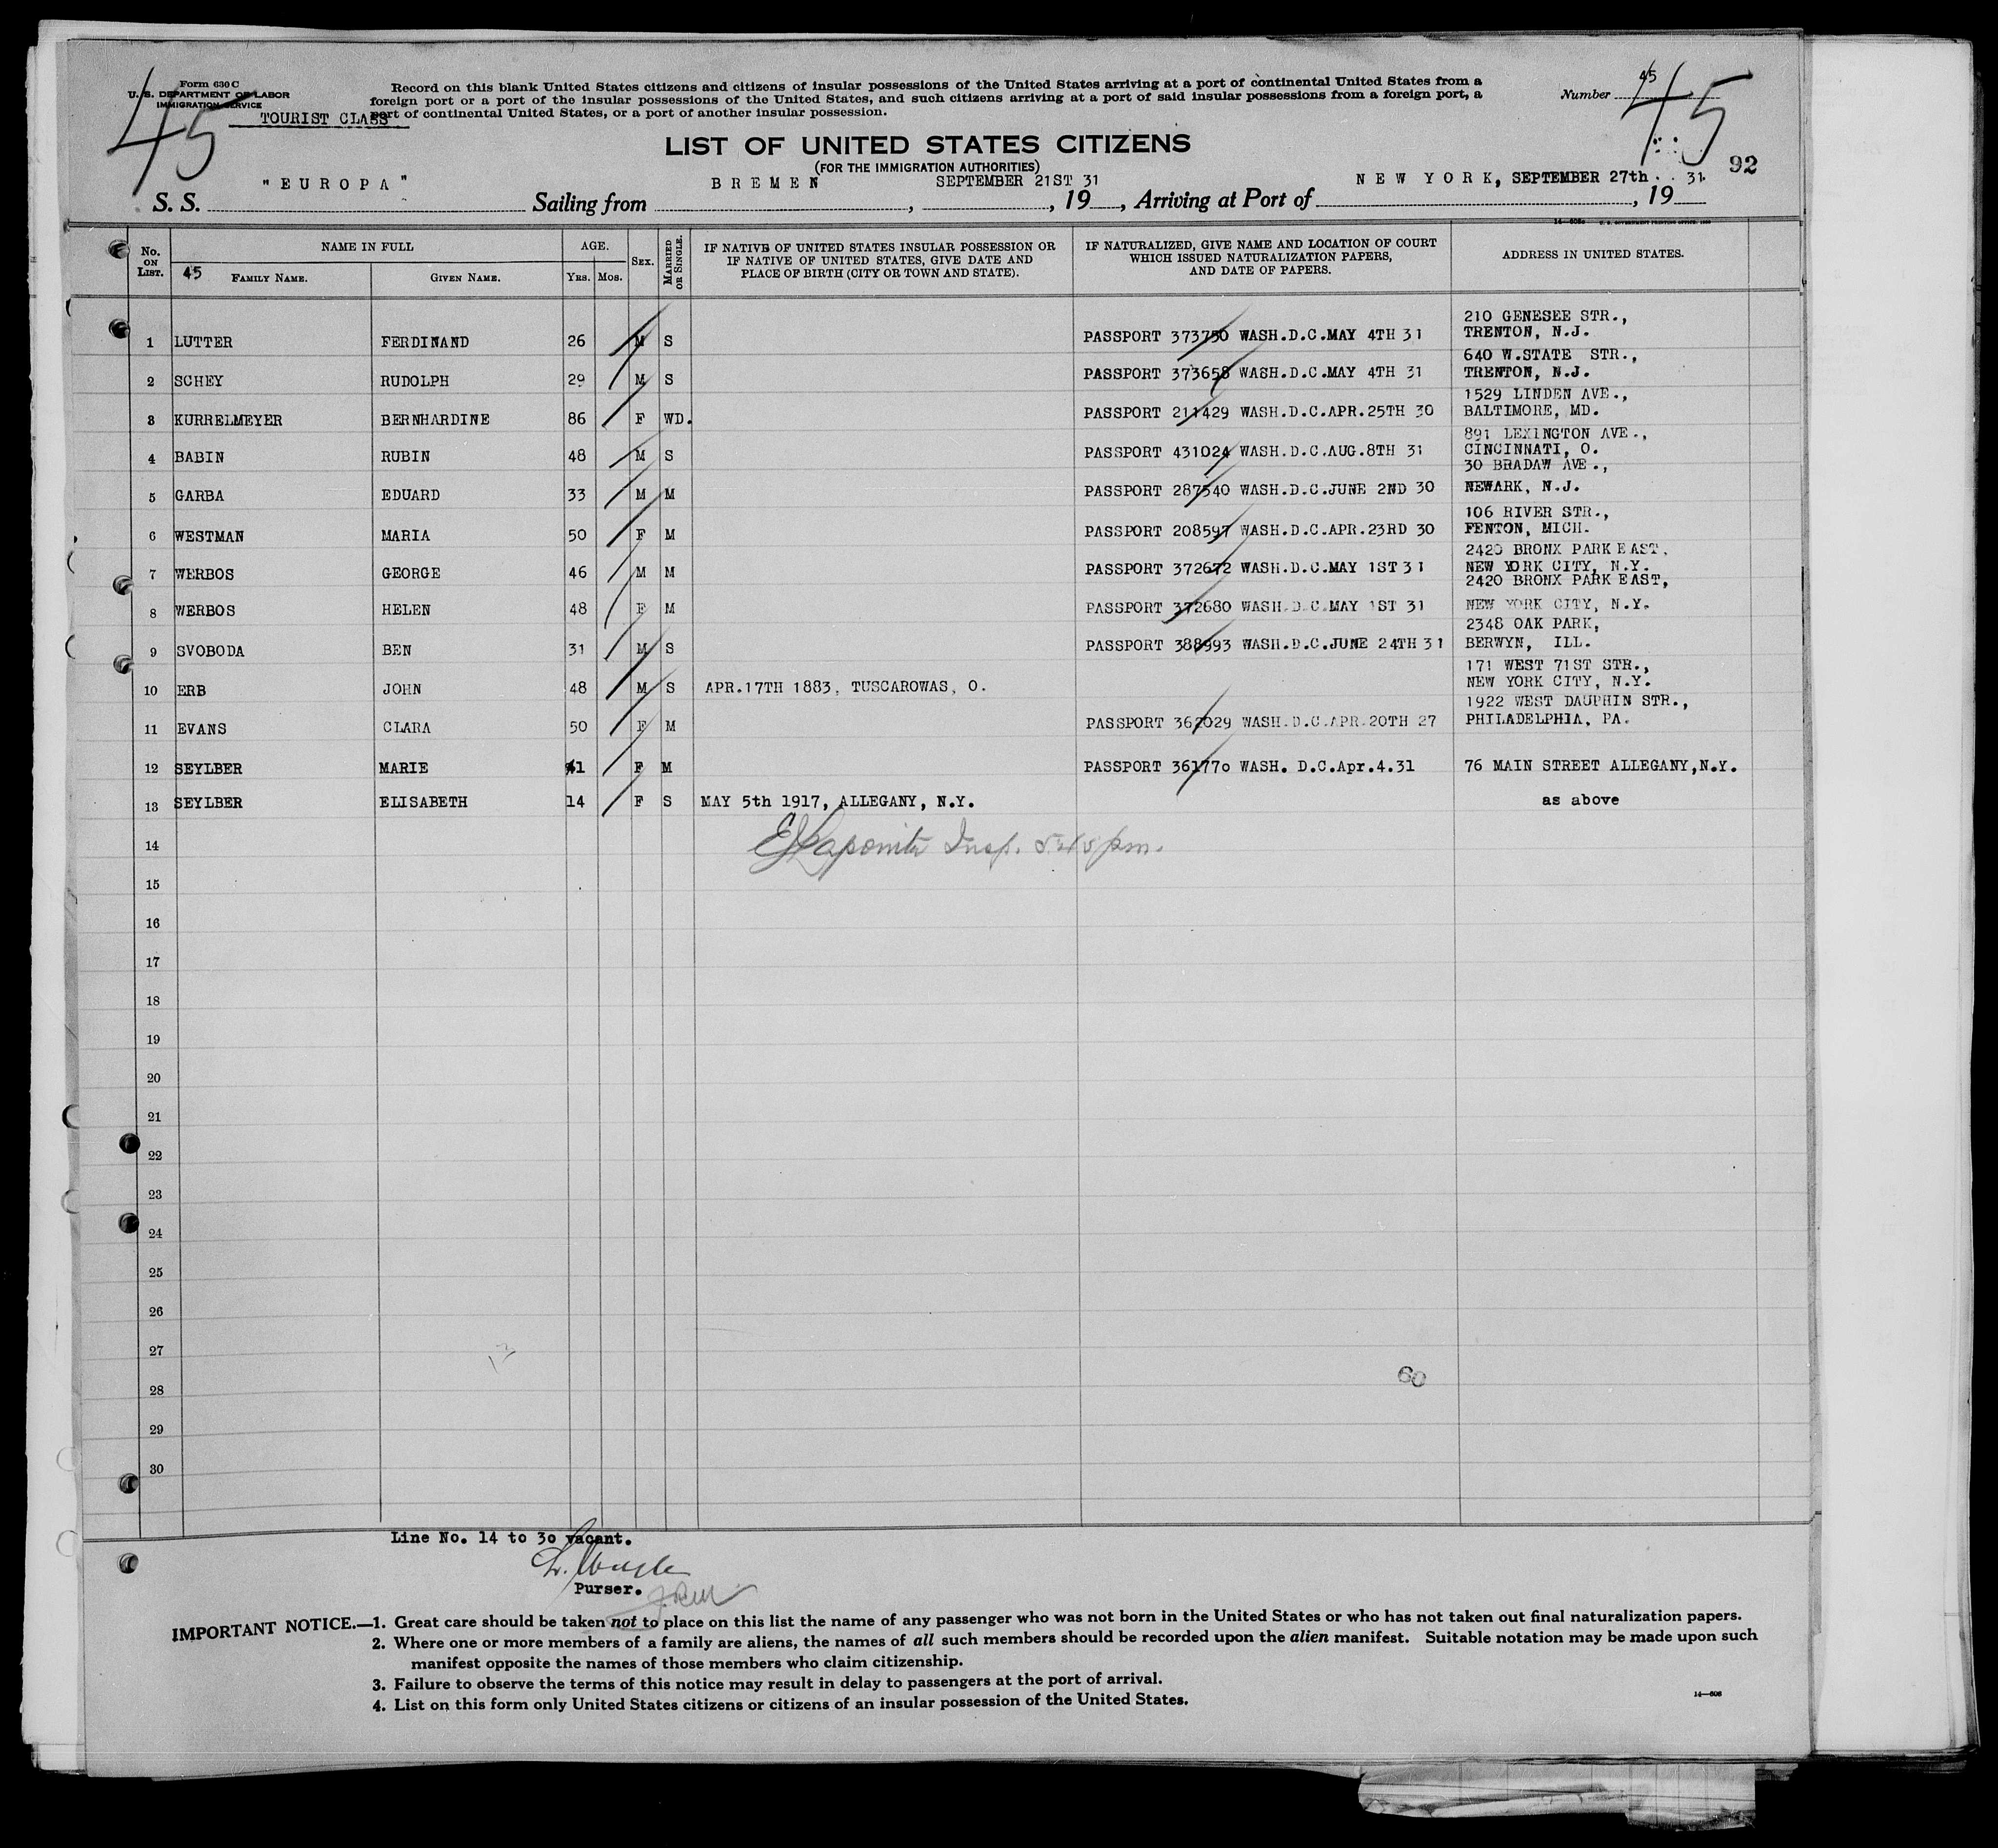 Form 630 C
U. S. DEPARTMENT OF LABOR
IMMIGRATION SERVICE
TOURIST CLASS
45
Record on this blank United States citizens and citizens of insular possessions of the United States arriving at a port of continental United States from a
foreign port or a port of the insular possessions of the United States, and such citizens arriving at a port of said insular possessions from a foreign port, a
port of continental United States, or a port of another insular possession.
Number 45
45
92
LIST OF UNITED STATES CITIZENS
(FOR THE IMMIGRATION AUTHORITIES)
S. S. "EUROPA" Sailing from BREMEN, SEPTEMBER 21ST, 19 31, Arriving at Port of NEW YORK, SEPTEMBER 27th, 19 31.
No. ON LIST. NAME IN FULL 45 FAMILY NAME. GIVEN NAME. AGE. YRS. MOS. SEX. MARRIED OR SINGLE. IF NATIVE OF UNITED STATES INSULAR POSSESSION OR IF NATIVE OF UNITED STATES, GIVE DATE AND PLACE OF BIRTH (CITY OR TOWN AND STATE). IF NATURALIZED, GIVE NAME AND LOCATION OF COURT WHICH ISSUED NATURALIZATION PAPERS, AND DATE OF PAPERS. ADDRESS IN UNITED STATES.
1 LUTTER FERDINAND 26 M S PASSPORT 373750 WASH.D.C.MAY 4TH 31 210 GENESEE STR., TRENTON, N.J.
2 SCHEY RUDOLPH 29 M S PASSPORT 373658 WASH.D.C.MAY 4TH 31 640 W.STATE STR., TRENTON, N.J.
3 KURRELMEYER BERNHARDINE 86 F WD. PASSPORT 211429 WASH.D.C.APR.25TH 30 1529 LINDEN AVE., BALTIMORE, MD.
4 BABIN RUBIN 48 M S PASSPORT 431024 WASH.D.C.AUG.8TH 31 891 LEXINGTON AVE., CINCINNATI, O.
5 GARBA EDUARD 33 M M PASSPORT 287540 WASH.D.C.JUNE 2ND 30 30 BRADAW AVE., NEWARK, N.J.
6 WESTMAN MARIA 50 F M PASSPORT 208597 WASH.D.C.APR.23RD 30 106 RIVER STR., FENTON, MICH.
7 WERBOS GEORGE 46 M M PASSPORT 372672 WASH.D.C.MAY 1ST 31 2420 BRONX PARK EAST, NEW YORK CITY, N.Y.
8 WERBOS HELEN 48 F M PASSPORT 372680 WASH.D.C.MAY 1ST 31 2420 BRONX PARK EAST, NEW YORK CITY, N.Y.
9 SVOBODA BEN 31 M S PASSPORT 388993 WASH.D.C.JUNE 24TH 31 2348 OAK PARK, BERWYN, ILL.
10 ERB JOHN 48 M S APR.17TH 1883, TUSCAROWAS, O. 171 WEST 71ST STR., NEW YORK CITY, N.Y.
11 EVANS CLARA 50 F M PASSPORT 367029 WASH.D.C.APR.20TH 27 1922 WEST DAUPHIN STR., PHILADELPHIA, PA.
12 SEYLBER MARIE 41 F M PASSPORT 361770 WASH. D.C.Apr.4.31 76 MAIN STREET ALLEGANY,N.Y.
13 SEYLBER ELISABETH 14 F S MAY 5th 1917, ALLEGANY, N.Y. as above
14 Insp. pm.
15
16
17
18
19
20
21
22
23
24
25
26
27
28
29
30
60
Line No. 14 to 30 vacant.
Purser.
IMPORTANT NOTICE.—1. Great care should be taken not to place on this list the name of any passenger who was not born in the United States or who has not taken out final naturalization papers.
2. Where one or more members of a family are aliens, the names of all such members should be recorded upon the alien manifest. Suitable notation may be made upon such
manifest opposite the names of those members who claim citizenship.
3. Failure to observe the terms of this notice may result in delay to passengers at the port of arrival.
4. List on this form only United States citizens or citizens of an insular possession of the United States.
14—608